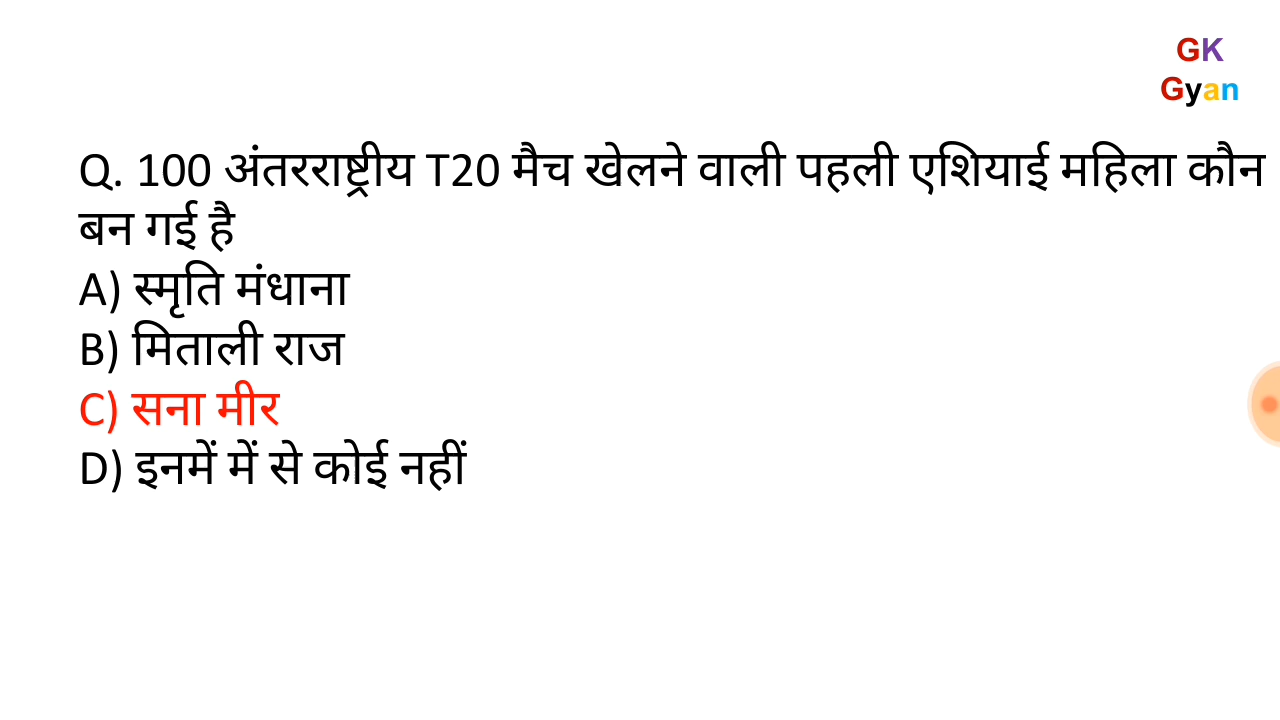 GK
Gyan
Q. 100 अंतरराष्ट्रीय T20 मैच खेलने वाली पहली एशियाई महिला कौन
बन गई है
A) स्मृति मंधाना
B) मिताली राज
C) सना मीर
D) इनमें में से कोई नहीं